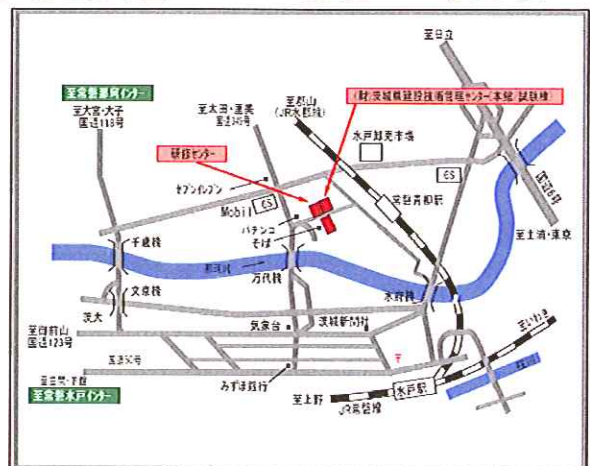 至日立
至常磐那珂インター
至大宮・大子
国道118号
至太田・里美
国道349号
至郡山
(JR水郡線)
(財)茨城県建設技術管理センター(本館/試験棟)
水戸卸売市場
研修センター
セブンイレブン
GS
国道6号
Mobil
GS
常磐青柳駅
パチンコ
そば
至土浦・東京
千歳橋
那珂川
万代橋
水府橋
文京橋
茨大
至御前山
国道123号
気象台
茨城新聞社
至いわき
国道50号
〒
至笠間・下館
みずほ銀行
水戸駅
至常磐水戸インター
至上野
JR常磐線